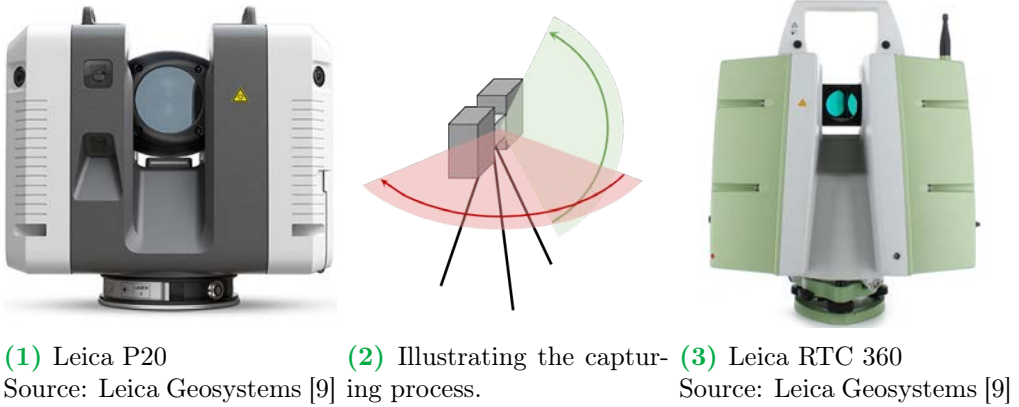 (1) Leica P20
Source: Leica Geosystems [9]
(2) Illustrating the captur-
ing process.
(3) Leica RTC 360
Source: Leica Geosystems [9]